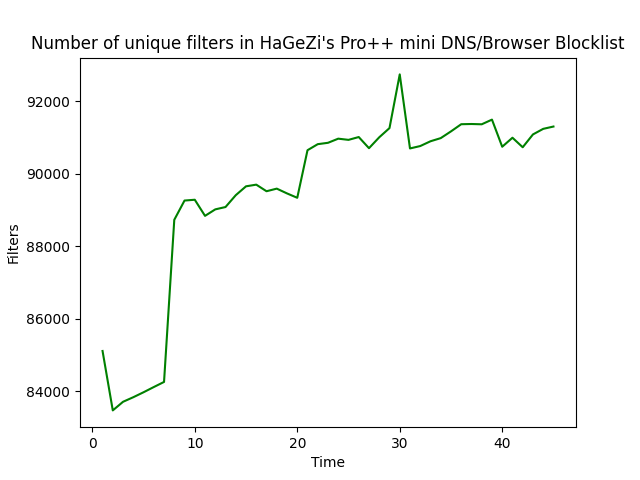 Number of unique filters in HaGeZi's Pro++ mini DNS/Browser Blocklist
92000
90000
88000
86000
84000
Filters
0 10 20 30 40
Time